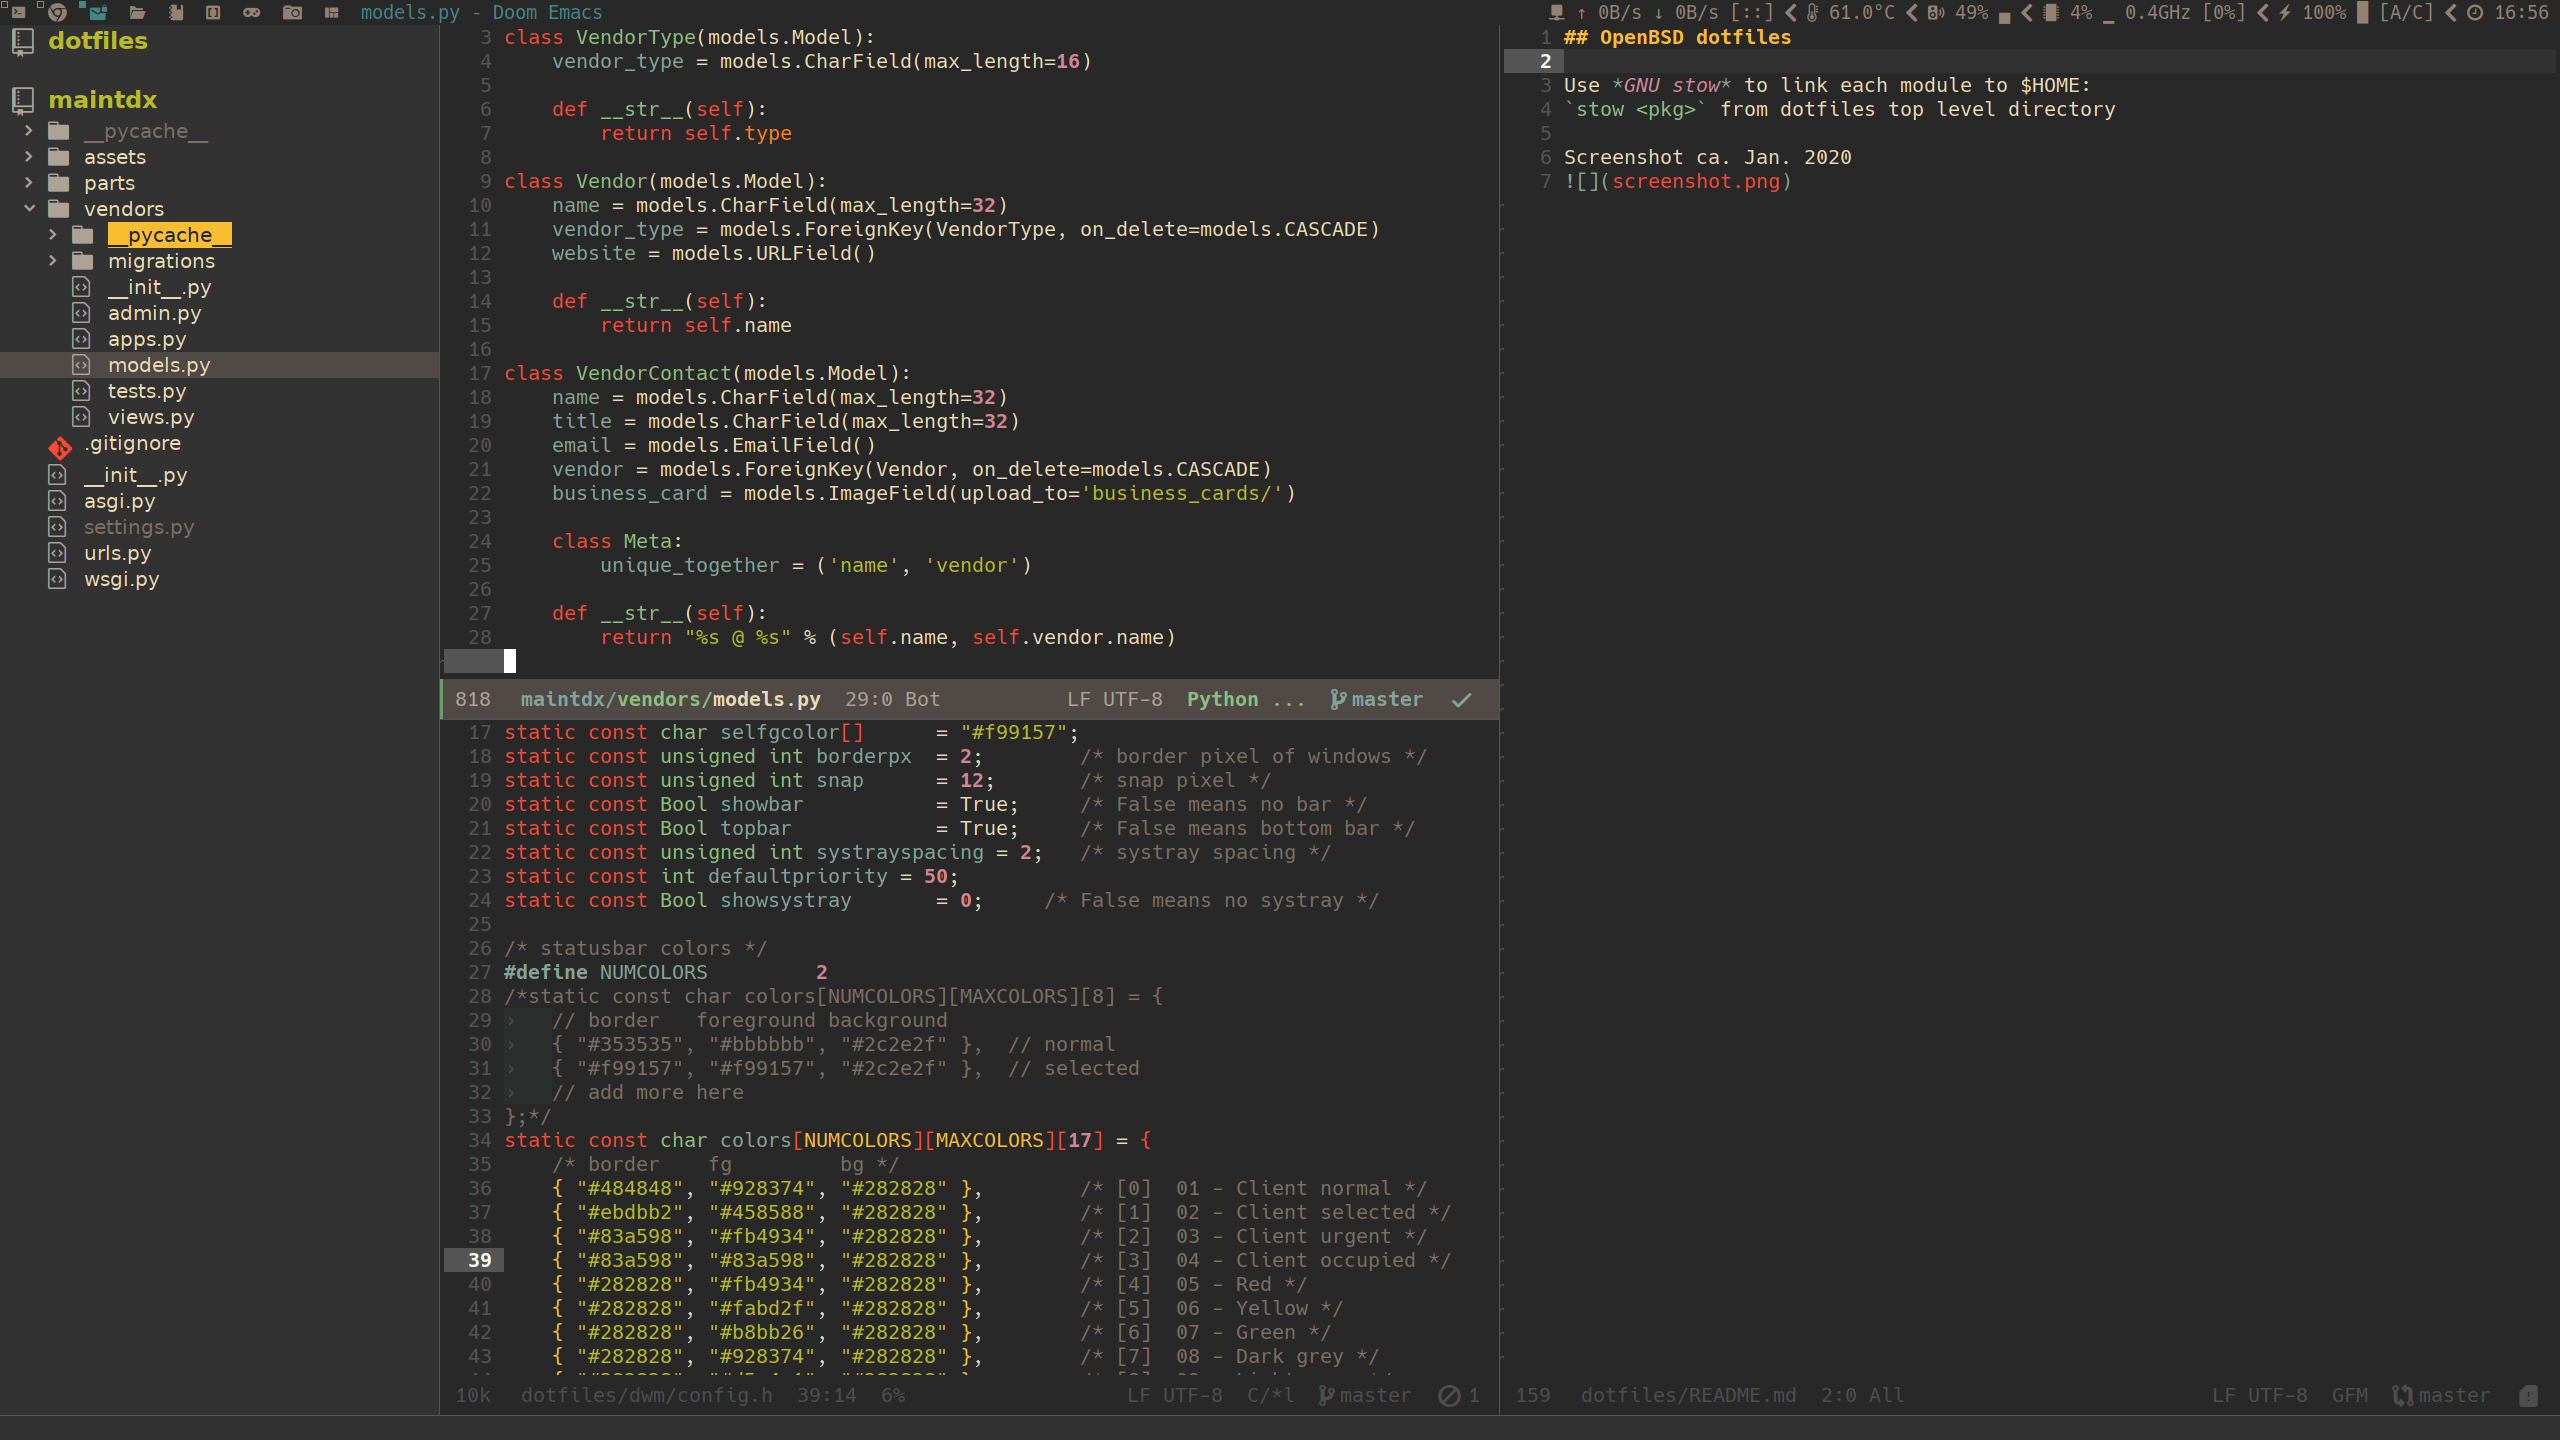 models.py - Doom Emacs
↑ 0B/s ↓ 0B/s [::] 61.0°C 49% 4% 0.4GHz [0%] 100% [A/C] 16:56
dotfiles
maintdx
__pycache__
assets
parts
vendors
__pycache__
migrations
__init__.py
admin.py
apps.py
models.py
tests.py
views.py
.gitignore
__init__.py
asgi.py
settings.py
urls.py
wsgi.py
3 class VendorType(models.Model):
4     vendor_type = models.CharField(max_length=16)
5
6     def __str__(self):
7         return self.type
8
9 class Vendor(models.Model):
10     name = models.CharField(max_length=32)
11     vendor_type = models.ForeignKey(VendorType, on_delete=models.CASCADE)
12     website = models.URLField()
13
14     def __str__(self):
15         return self.name
16
17 class VendorContact(models.Model):
18     name = models.CharField(max_length=32)
19     title = models.CharField(max_length=32)
20     email = models.EmailField()
21     vendor = models.ForeignKey(Vendor, on_delete=models.CASCADE)
22     business_card = models.ImageField(upload_to='business_cards/')
23
24     class Meta:
25         unique_together = ('name', 'vendor')
26
27     def __str__(self):
28         return "%s @ %s" % (self.name, self.vendor.name)
818 maintdx/vendors/models.py 29:0 Bot LF UTF-8 Python ... master
17 static const char selfgcolor[]      = "#f99157";
18 static const unsigned int borderpx  = 2;        /* border pixel of windows */
19 static const unsigned int snap      = 12;       /* snap pixel */
20 static const Bool showbar           = True;     /* False means no bar */
21 static const Bool topbar            = True;     /* False means bottom bar */
22 static const unsigned int systrayspacing = 2;   /* systray spacing */
23 static const int defaultpriority = 50;
24 static const Bool showsystray       = 0;     /* False means no systray */
25
26 /* statusbar colors */
27 #define NUMCOLORS         2
28 /*static const char colors[NUMCOLORS][MAXCOLORS][8] = {
29 ›   // border   foreground background
30 ›   { "#353535", "#bbbbbb", "#2c2e2f" },  // normal
31 ›   { "#f99157", "#f99157", "#2c2e2f" },  // selected
32 ›   // add more here
33 };*/
34 static const char colors[NUMCOLORS][MAXCOLORS][17] = {
35     /* border    fg         bg */
36     { "#484848", "#928374", "#282828" },        /* [0]  01 - Client normal */
37     { "#ebdbb2", "#458588", "#282828" },        /* [1]  02 - Client selected */
38     { "#83a598", "#fb4934", "#282828" },        /* [2]  03 - Client urgent */
39     { "#83a598", "#83a598", "#282828" },        /* [3]  04 - Client occupied */
40     { "#282828", "#fb4934", "#282828" },        /* [4]  05 - Red */
41     { "#282828", "#fabd2f", "#282828" },        /* [5]  06 - Yellow */
42     { "#282828", "#b8bb26", "#282828" },        /* [6]  07 - Green */
43     { "#282828", "#928374", "#282828" },        /* [7]  08 - Dark grey */
10k dotfiles/dwm/config.h 39:14 6% LF UTF-8 C/*l master 1
1 ## OpenBSD dotfiles
2
3 Use *GNU stow* to link each module to $HOME:
4 `stow <pkg>` from dotfiles top level directory
5
6 Screenshot ca. Jan. 2020
7 ![](screenshot.png)
159 dotfiles/README.md 2:0 All LF UTF-8 GFM master